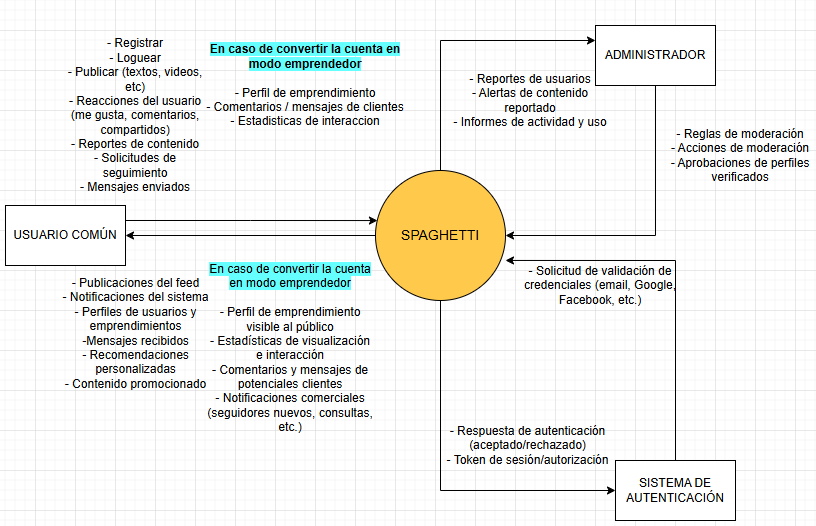 - Registrar
- Loguear
- Publicar (textos, videos,
etc)
- Reacciones del usuario
(me gusta, comentarios,
compartidos)
- Reportes de contenido
- Solicitudes de
seguimiento
- Mensajes enviados
En caso de convertir la cuenta en
modo emprendedor
- Perfil de emprendimiento
- Comentarios / mensajes de clientes
- Estadisticas de interaccion
ADMINISTRADOR
- Reportes de usuarios
- Alertas de contenido
reportado
- Informes de actividad y uso
- Reglas de moderación
- Acciones de moderación
- Aprobaciones de perfiles
verificados
USUARIO COMÚN
SPAGHETTI
- Publicaciones del feed
- Notificaciones del sistema
- Perfiles de usuarios y
emprendimientos
-Mensajes recibidos
- Recomendaciones
personalizadas
- Contenido promocionado
En caso de convertir la cuenta
en modo emprendedor
- Perfil de emprendimiento
visible al público
- Estadísticas de visualización
e interacción
- Comentarios y mensajes de
potenciales clientes
- Notificaciones comerciales
(seguidores nuevos, consultas,
etc.)
- Solicitud de validación de
credenciales (email, Google,
Facebook, etc.)
- Respuesta de autenticación
(aceptado/rechazado)
- Token de sesión/autorización
SISTEMA DE
AUTENTICACIÓN